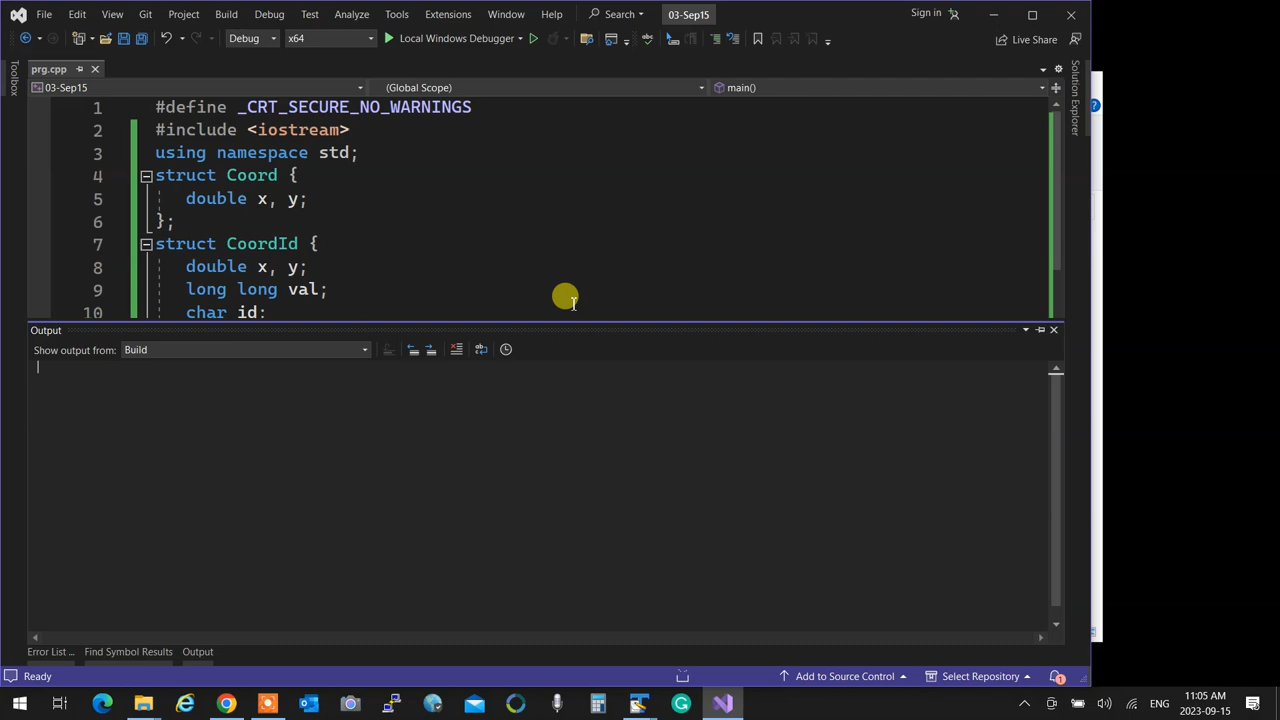 File Edit View Git Project Build Debug Test Analyze Tools Extensions Window Help Search 03-Sep15 Sign in
Debug x64 Local Windows Debugger Live Share
Toolbox
prg.cpp
03-Sep15 (Global Scope) main()
Solution Explorer
1 #define _CRT_SECURE_NO_WARNINGS
2 #include <iostream>
3 using namespace std;
4 struct Coord {
5 double x, y;
6 };
7 struct CoordId {
8 double x, y;
9 long long val;
10 char id;
Output
Show output from: Build
Error List ... Find Symbol Results Output
Ready Add to Source Control Select Repository 1
ENG 11:05 AM
2023-09-15